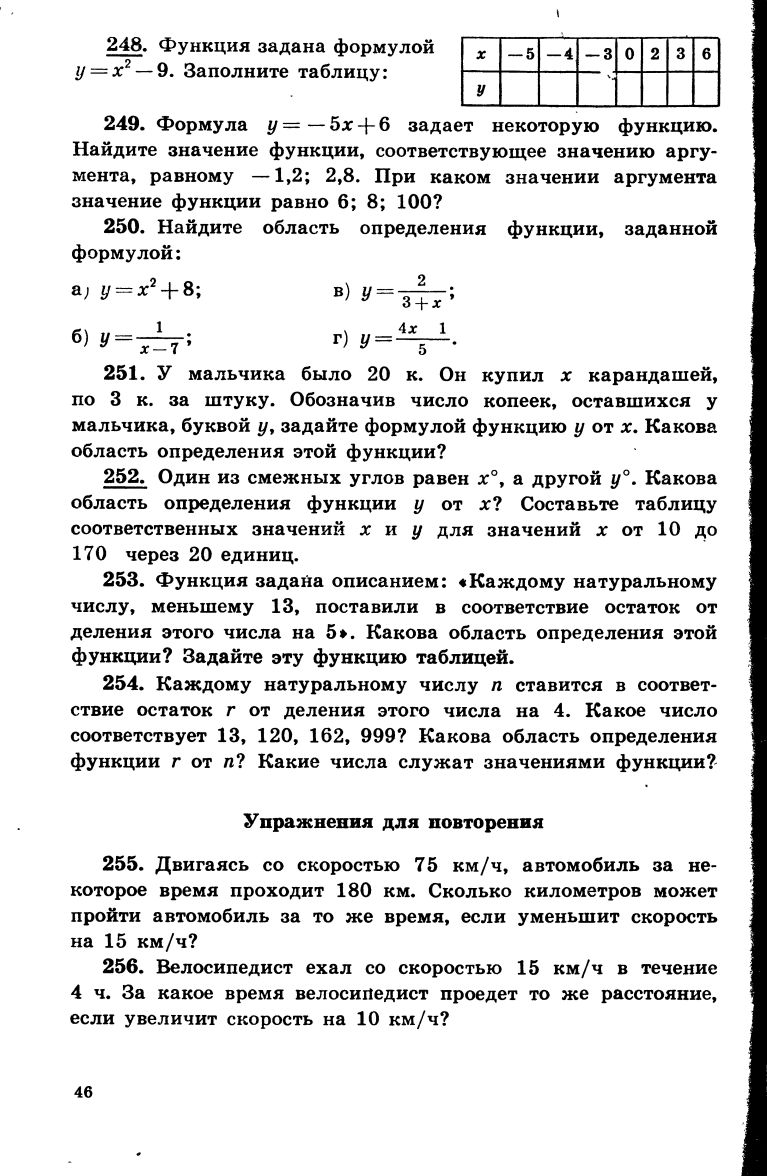 248. Функция задана формулой
y = x² — 9. Заполните таблицу:
x —5 —4 —3 0 2 3 6
y
249. Формула y = — 5x + 6 задает некоторую функцию.
Найдите значение функции, соответствующее значению аргу-
мента, равному — 1,2; 2,8. При каком значении аргумента
значение функции равно 6; 8; 100?
250. Найдите область определения функции, заданной
формулой:
а) y = x² + 8; в) y = 2/(3 + x);
б) y = 1/(x — 7); г) y = (4x 1)/5.
251. У мальчика было 20 к. Он купил x карандашей,
по 3 к. за штуку. Обозначив число копеек, оставшихся у
мальчика, буквой y, задайте формулой функцию y от x. Какова
область определения этой функции?
252. Один из смежных углов равен x°, а другой y°. Какова
область определения функции y от x? Составьте таблицу
соответственных значений x и y для значений x от 10 до
170 через 20 единиц.
253. Функция задана описанием: «Каждому натуральному
числу, меньшему 13, поставили в соответствие остаток от
деления этого числа на 5». Какова область определения этой
функции? Задайте эту функцию таблицей.
254. Каждому натуральному числу n ставится в соответ-
ствие остаток r от деления этого числа на 4. Какое число
соответствует 13, 120, 162, 999? Какова область определения
функции r от n? Какие числа служат значениями функции?
Упражнения для повторения
255. Двигаясь со скоростью 75 км/ч, автомобиль за не-
которое время проходит 180 км. Сколько километров может
пройти автомобиль за то же время, если уменьшит скорость
на 15 км/ч?
256. Велосипедист ехал со скоростью 15 км/ч в течение
4 ч. За какое время велосипедист проедет то же расстояние,
если увеличит скорость на 10 км/ч?
46